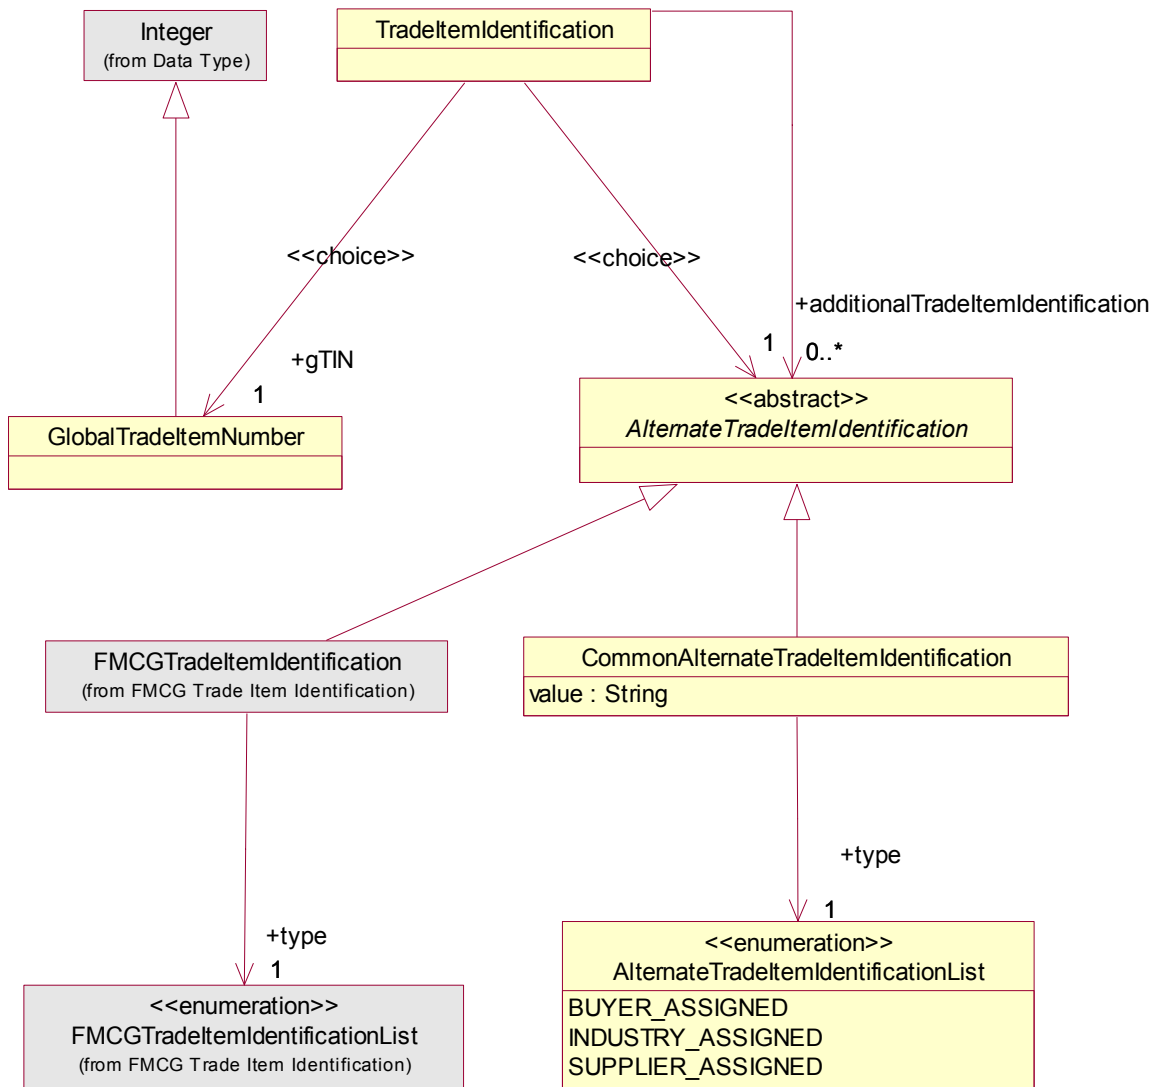 Integer
(from Data Type)
TradeItemIdentification
<<choice>>
<<choice>>
+additionalTradeItemIdentification
+gTIN
1
1
0..*
GlobalTradeItemNumber
<<abstract>>
AlternateTradeItemIdentification
FMCGTradeItemIdentification
(from FMCG Trade Item Identification)
CommonAlternateTradeItemIdentification
value : String
+type
1
+type
1
<<enumeration>>
FMCGTradeItemIdentificationList
(from FMCG Trade Item Identification)
<<enumeration>>
AlternateTradeItemIdentificationList
BUYER_ASSIGNED
INDUSTRY_ASSIGNED
SUPPLIER_ASSIGNED